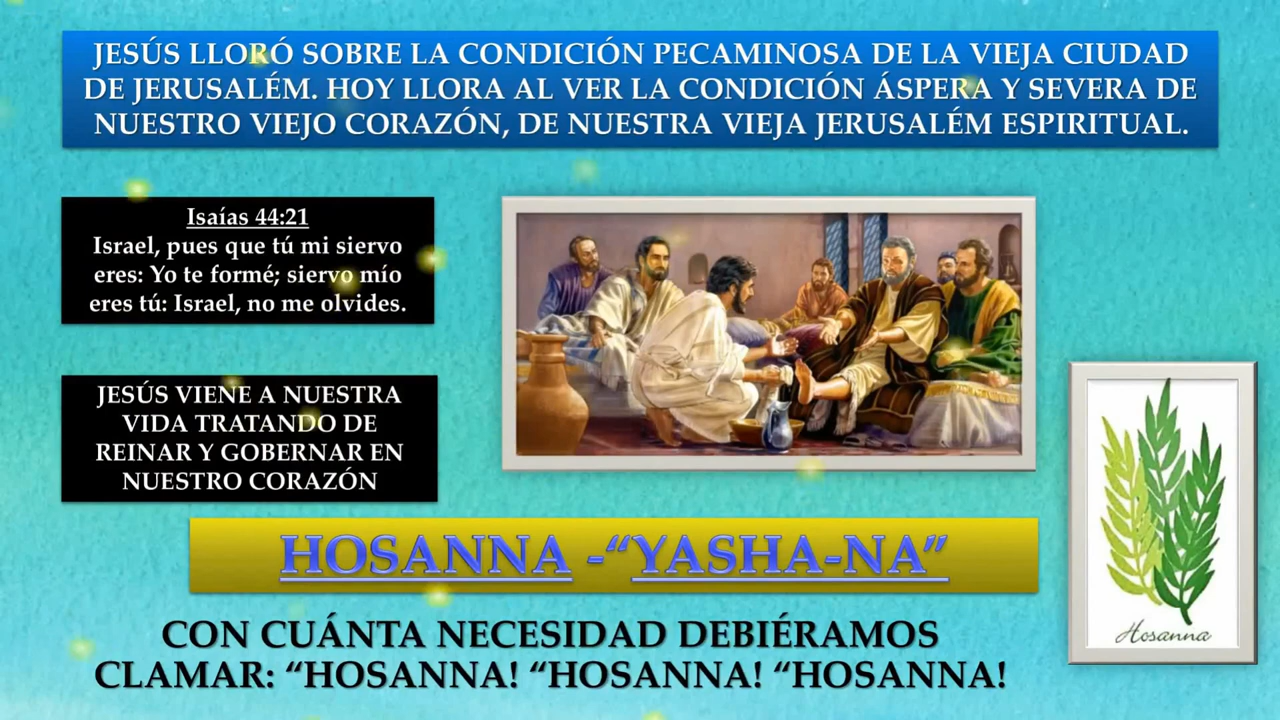 JESÚS LLORÓ SOBRE LA CONDICIÓN PECAMINOSA DE LA VIEJA CIUDAD
DE JERUSALÉM. HOY LLORA AL VER LA CONDICIÓN ÁSPERA Y SEVERA DE
NUESTRO VIEJO CORAZÓN, DE NUESTRA VIEJA JERUSALÉM ESPIRITUAL.
Isaías 44:21
Israel, pues que tú mi siervo
eres: Yo te formé; siervo mío
eres tú: Israel, no me olvides.
JESÚS VIENE A NUESTRA
VIDA TRATANDO DE
REINAR Y GOBERNAR EN
NUESTRO CORAZÓN
HOSANNA -“YASHA-NA”
CON CUÁNTA NECESIDAD DEBIÉRAMOS
CLAMAR: “HOSANNA! “HOSANNA! “HOSANNA!
Hosanna